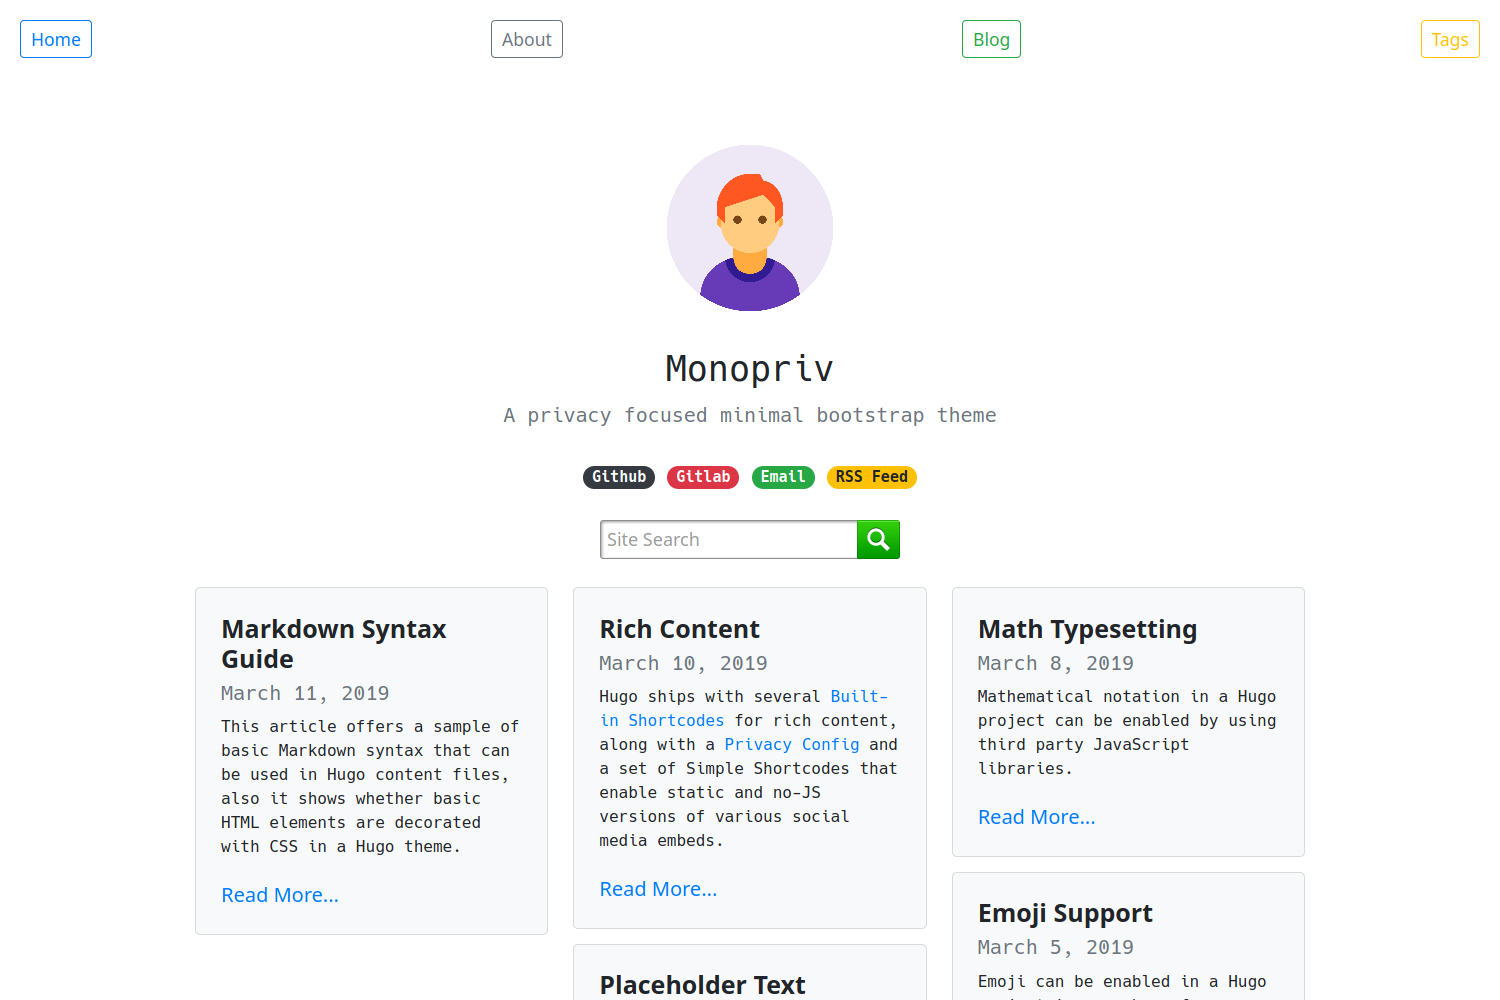 Home
About
Blog
Tags
Monopriv
A privacy focused minimal bootstrap theme
Github
Gitlab
Email
RSS Feed
Site Search
Markdown Syntax
Guide
March 11, 2019
This article offers a sample of
basic Markdown syntax that can
be used in Hugo content files,
also it shows whether basic
HTML elements are decorated
with CSS in a Hugo theme.
Read More...
Rich Content
March 10, 2019
Hugo ships with several Built-
in Shortcodes for rich content,
along with a Privacy Config and
a set of Simple Shortcodes that
enable static and no-JS
versions of various social
media embeds.
Read More...
Placeholder Text
Math Typesetting
March 8, 2019
Mathematical notation in a Hugo
project can be enabled by using
third party JavaScript
libraries.
Read More...
Emoji Support
March 5, 2019
Emoji can be enabled in a Hugo